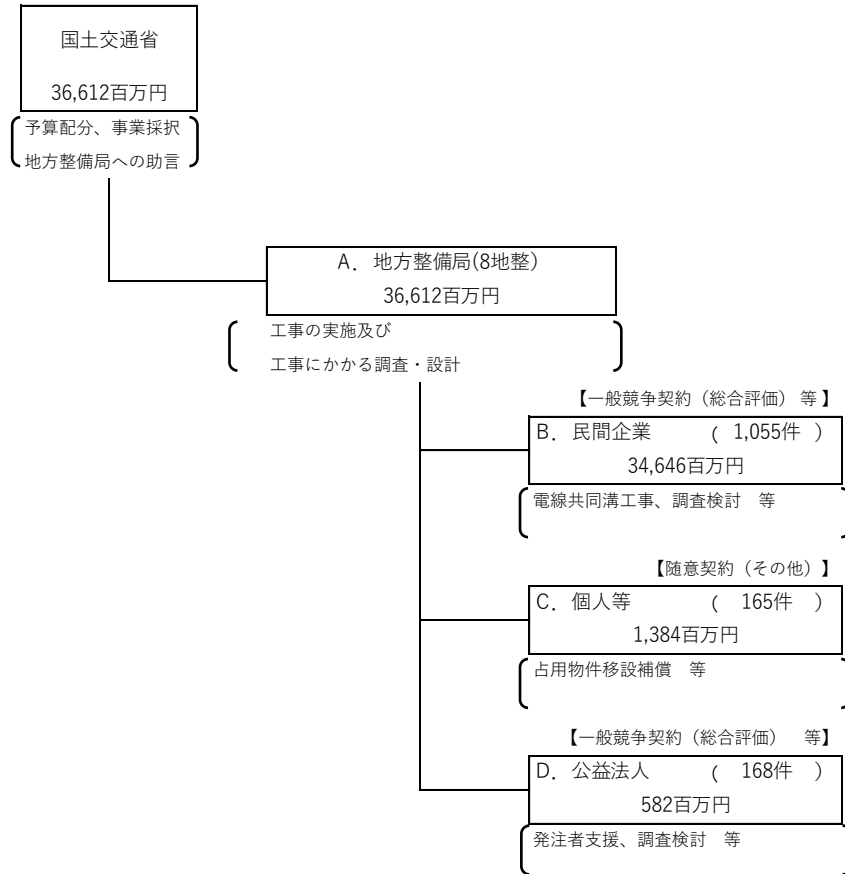 国土交通省
36,612百万円
予算配分、事業採択
地方整備局への助言
A．地方整備局(8地整)
36,612百万円
工事の実施及び
工事にかかる調査・設計
【一般競争契約（総合評価）等】
B．民間企業　（ 1,055件 ）
34,646百万円
電線共同溝工事、調査検討　等
【随意契約（その他）】
C．個人等　（ 165件 ）
1,384百万円
占用物件移設補償　等
【一般競争契約（総合評価）　等】
D．公益法人　（ 168件 ）
582百万円
発注者支援、調査検討　等